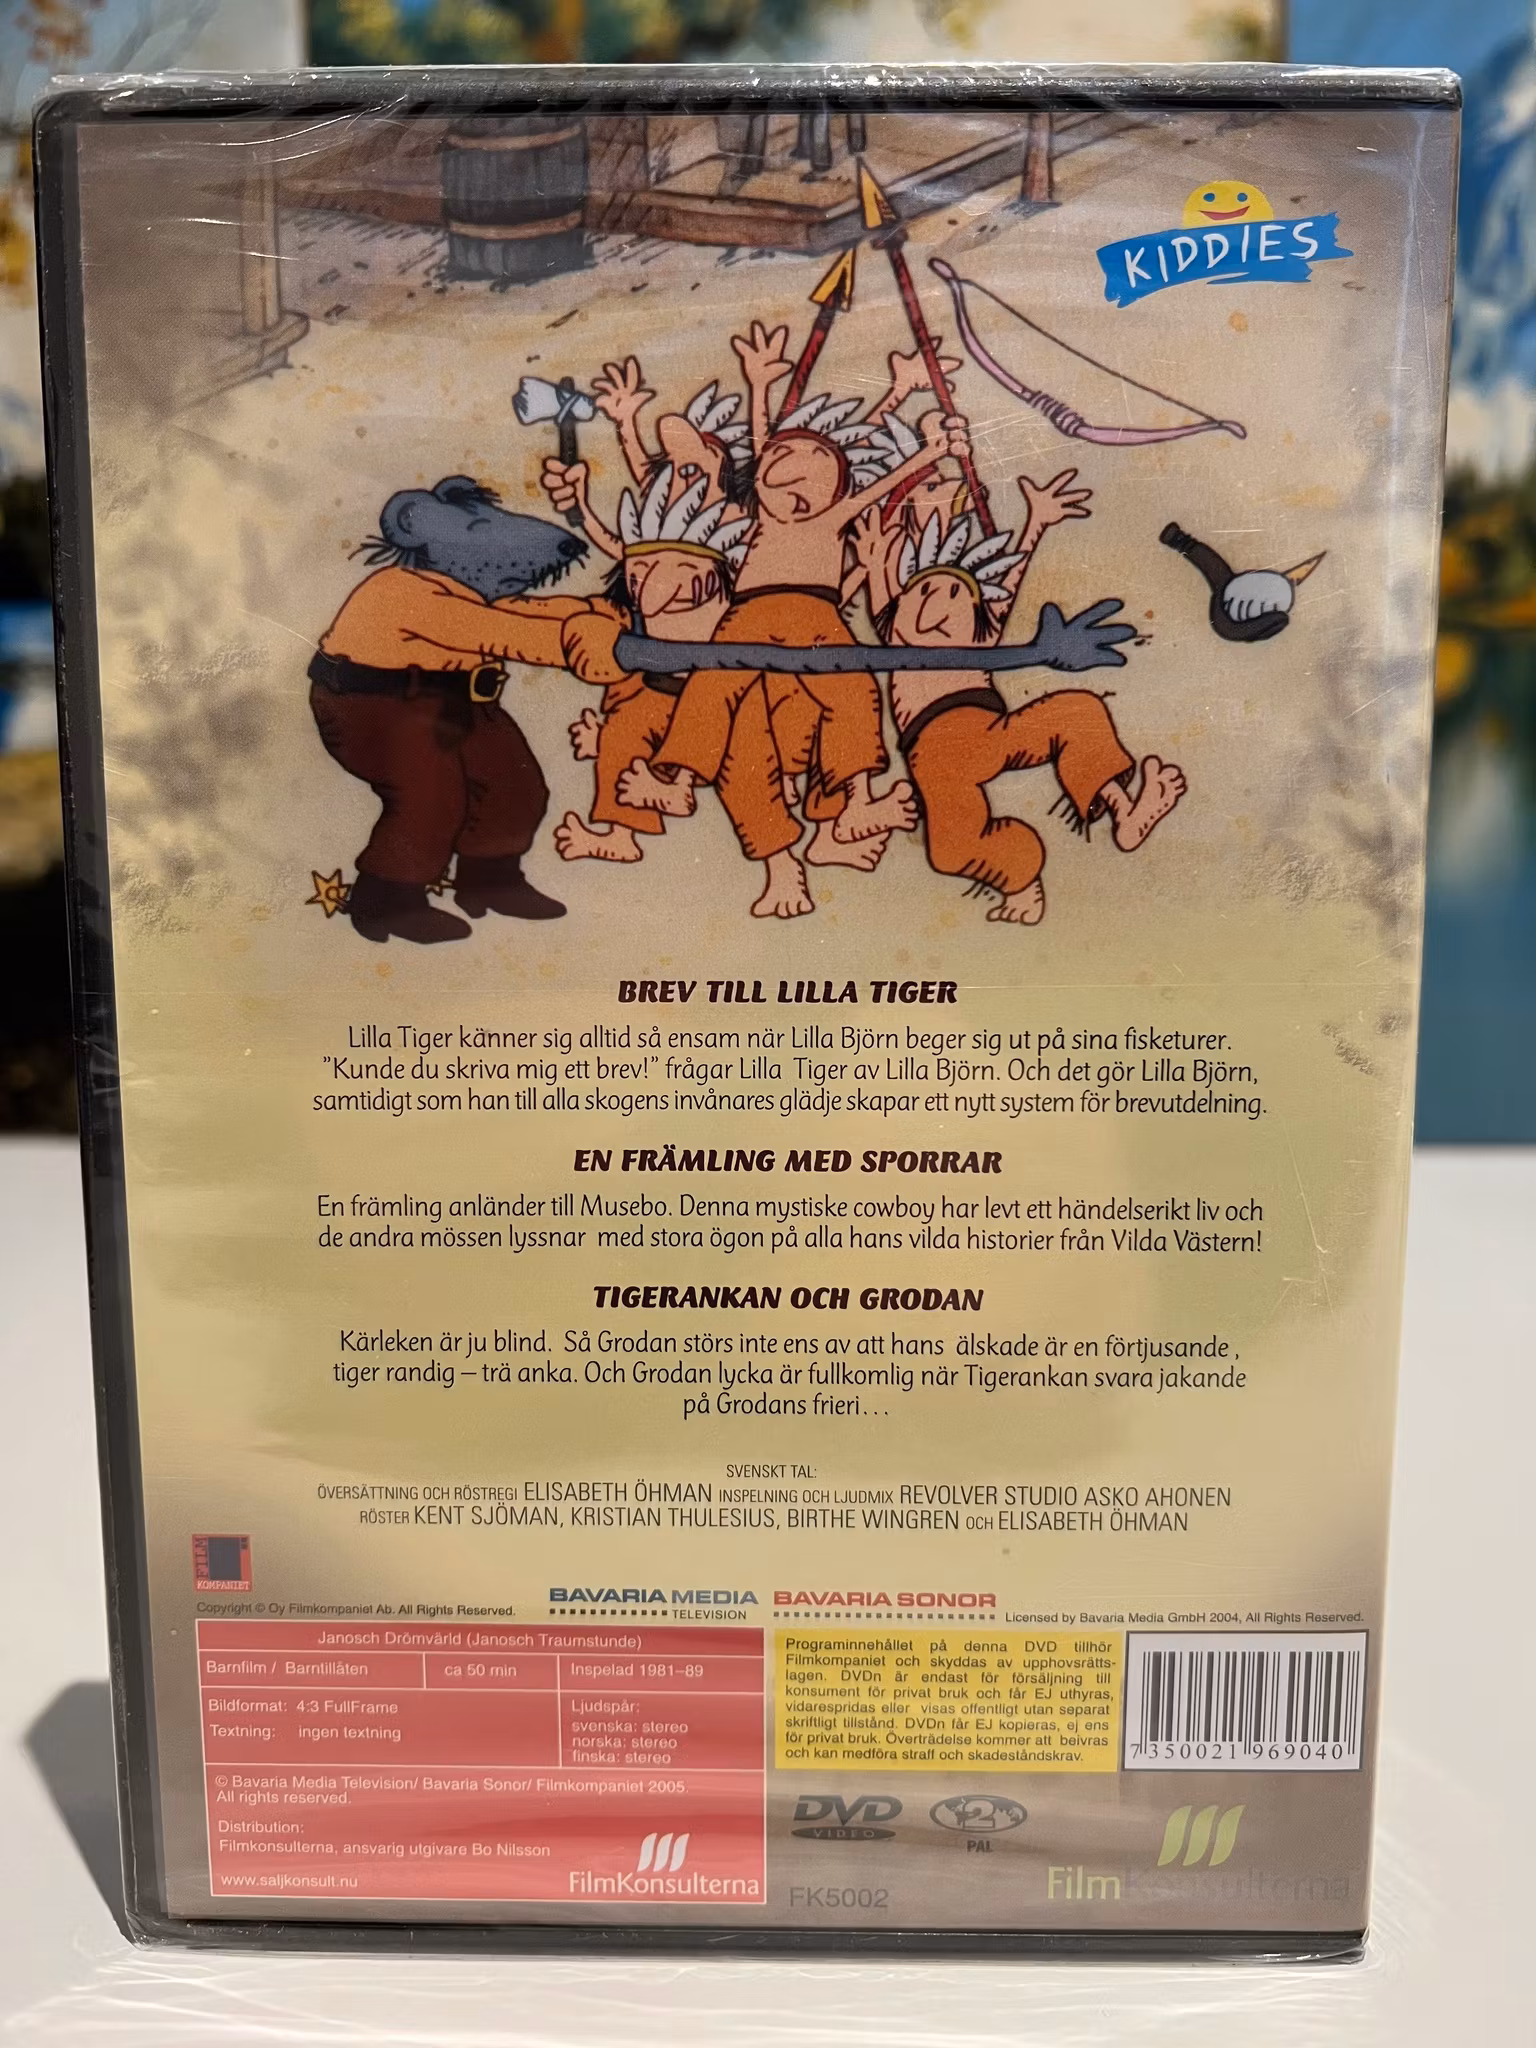 KIDDIES
BREV TILL LILLA TIGER
Lilla Tiger känner sig alltid så ensam när Lilla Björn beger sig ut på sina fisketurer.
”Kunde du skriva mig ett brev!” frågar Lilla Tiger av Lilla Björn. Och det gör Lilla Björn,
samtidigt som han till alla skogens invånares glädje skapar ett nytt system för brevutdelning.
EN FRÄMLING MED SPORRAR
En främling anländer till Musebo. Denna mystiske cowboy har levt ett händelserikt liv och
de andra mössen lyssnar med stora ögon på alla hans vilda historier från Vilda Västern!
TIGERANKAN OCH GRODAN
Kärleken är ju blind. Så Grodan störs inte ens av att hans älskade är en förtjusande ,
tiger randig – trä anka. Och Grodan lycka är fullkomlig när Tigerankan svara jakande
på Grodans frieri...
SVENSKT TAL:
ÖVERSÄTTNING OCH RÖSTREGI ELISABETH ÖHMAN INSPELNING OCH LJUDMIX REVOLVER STUDIO ASKO AHONEN
RÖSTER KENT SJÖMAN, KRISTIAN THULESIUS, BIRTHE WINGREN OCH ELISABETH ÖHMAN
FILM
KOMPANIET
BAVARIA MEDIA
TELEVISION
BAVARIA SONOR
Copyright © Oy Filmkompaniet Ab. All Rights Reserved.
Licensed by Bavaria Media GmbH 2004, All Rights Reserved.
Janosch Drömvärld (Janosch Traumstunde)
Barnfilm / Barntillåten
ca 50 min
Inspelad 1981–89
Bildformat: 4:3 FullFrame
Textning: ingen textning
Ljudspår:
svenska: stereo
norska: stereo
finska: stereo
© Bavaria Media Television/ Bavaria Sonor/ Filmkompaniet 2005.
All rights reserved.
Distribution:
Filmkonsulterna, ansvarig utgivare Bo Nilsson
www.saljkonsult.nu
FilmKonsulterna
Programinnehållet på denna DVD tillhör
Filmkompaniet och skyddas av upphovsrätts-
lagen. DVDn är endast för försäljning till
konsument för privat bruk och får EJ uthyras,
vidarespridas eller visas offentligt utan separat
skriftligt tillstånd. DVDn får EJ kopieras, ej ens
för privat bruk. Överträdelse kommer att beivras
och kan medföra straff och skadeståndskrav.
7 350021 969040
DVD
VIDEO
2
PAL
FK5002
FilmKonsulterna